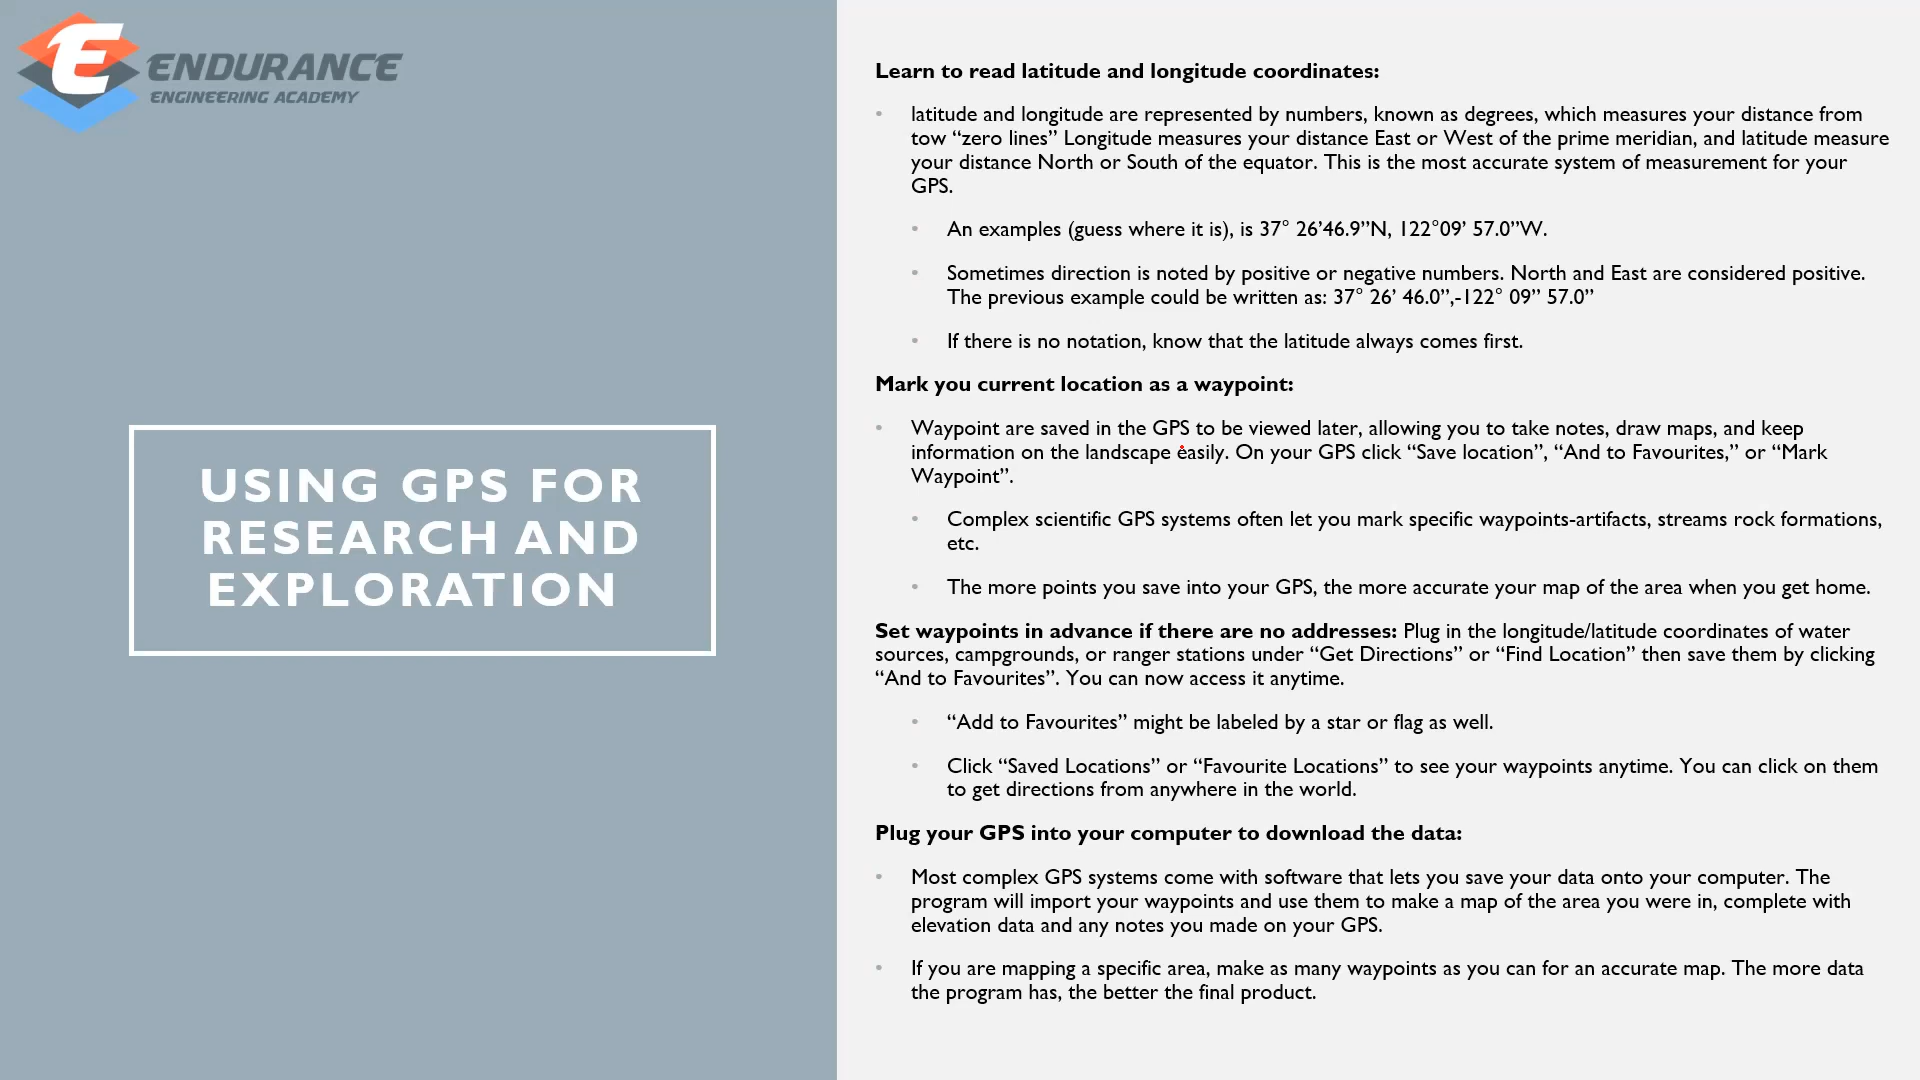 ENDURANCE
ENGINEERING ACADEMY
USING GPS FOR
RESEARCH AND
EXPLORATION
Learn to read latitude and longitude coordinates:
• latitude and longitude are represented by numbers, known as degrees, which measures your distance from
tow “zero lines” Longitude measures your distance East or West of the prime meridian, and latitude measure
your distance North or South of the equator. This is the most accurate system of measurement for your
GPS.
• An examples (guess where it is), is 37° 26’46.9”N, 122°09’ 57.0”W.
• Sometimes direction is noted by positive or negative numbers. North and East are considered positive.
The previous example could be written as: 37° 26’ 46.0”,-122° 09” 57.0”
• If there is no notation, know that the latitude always comes first.
Mark you current location as a waypoint:
• Waypoint are saved in the GPS to be viewed later, allowing you to take notes, draw maps, and keep
information on the landscape easily. On your GPS click “Save location”, “And to Favourites,” or “Mark
Waypoint”.
• Complex scientific GPS systems often let you mark specific waypoints-artifacts, streams rock formations,
etc.
• The more points you save into your GPS, the more accurate your map of the area when you get home.
Set waypoints in advance if there are no addresses: Plug in the longitude/latitude coordinates of water
sources, campgrounds, or ranger stations under “Get Directions” or “Find Location” then save them by clicking
“And to Favourites”. You can now access it anytime.
• “Add to Favourites” might be labeled by a star or flag as well.
• Click “Saved Locations” or “Favourite Locations” to see your waypoints anytime. You can click on them
to get directions from anywhere in the world.
Plug your GPS into your computer to download the data:
• Most complex GPS systems come with software that lets you save your data onto your computer. The
program will import your waypoints and use them to make a map of the area you were in, complete with
elevation data and any notes you made on your GPS.
• If you are mapping a specific area, make as many waypoints as you can for an accurate map. The more data
the program has, the better the final product.